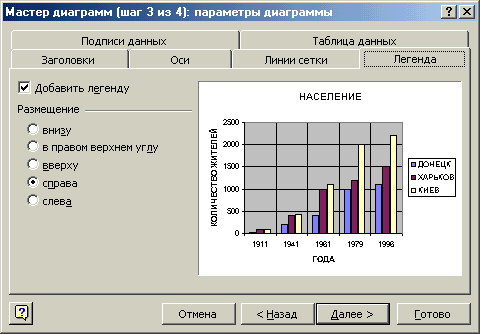 Мастер диаграмм (шаг 3 из 4): параметры диаграммы
Подписи данных
Таблица данных
Заголовки
Оси
Линии сетки
Легенда
Добавить легенду
Размещение
внизу
в правом верхнем углу
вверху
справа
слева
НАСЕЛЕНИЕ
КОЛИЧЕСТВО ЖИТЕЛЕЙ
2500
2000
1500
1000
500
0
1911 1941 1961 1979 1996
ГОДА
ДОНЕЦК
ХАРЬКОВ
КИЕВ
?
Отмена
< Назад
Далее >
Готово